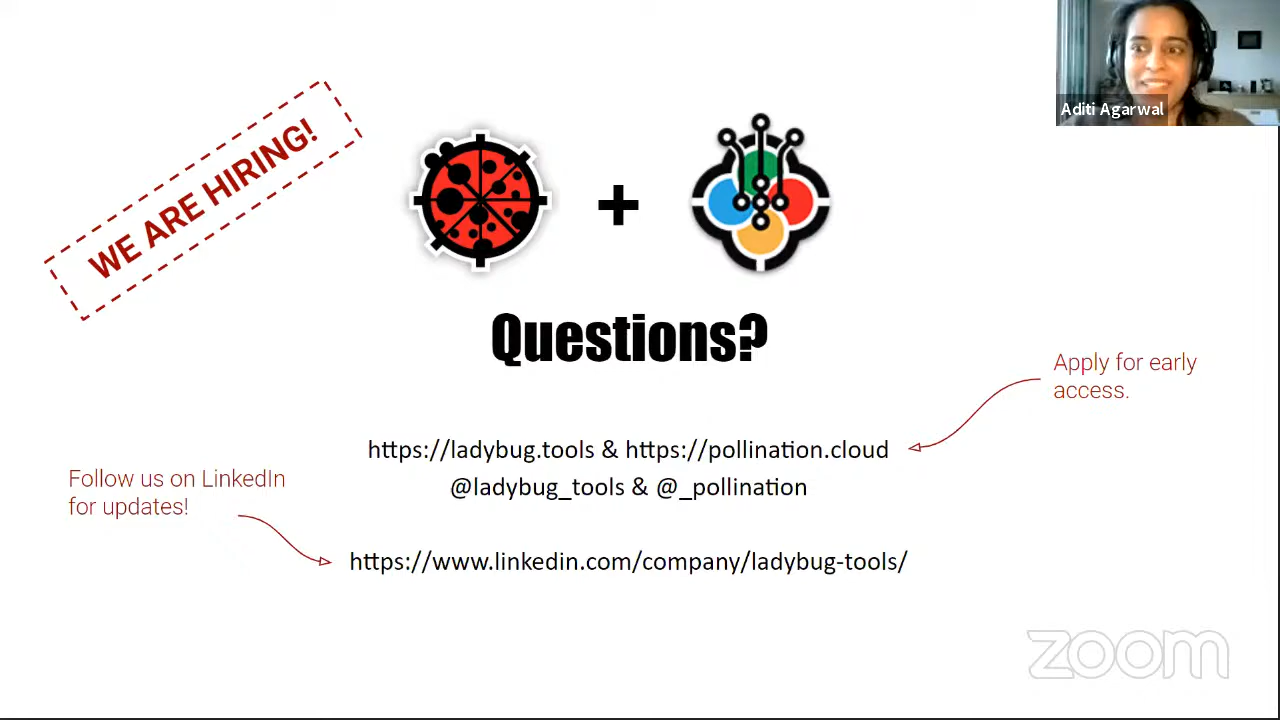 Aditi Agarwal
WE ARE HIRING!
+
Questions?
Apply for early
access.
https://ladybug.tools & https://pollination.cloud
@ladybug_tools & @_pollination
Follow us on LinkedIn
for updates!
https://www.linkedin.com/company/ladybug-tools/
zoom